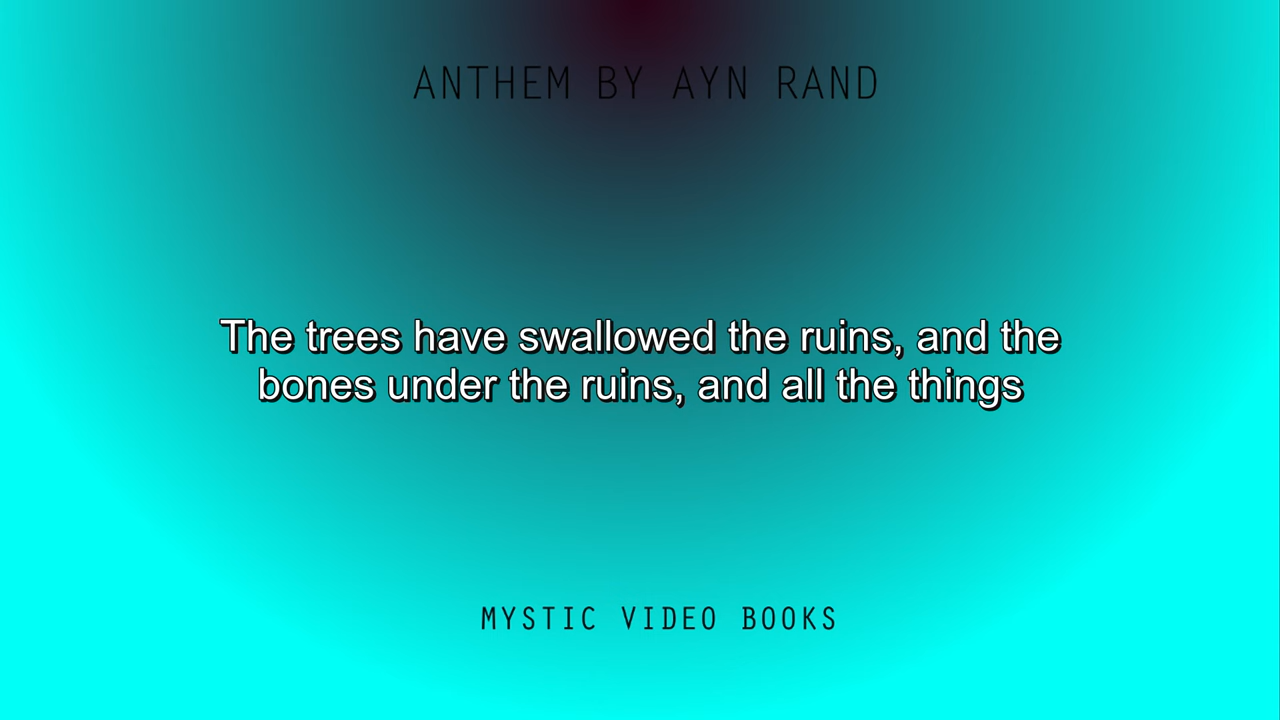 ANTHEM BY AYN RAND
The trees have swallowed the ruins, and the
bones under the ruins, and all the things
MYSTIC VIDEO BOOKS